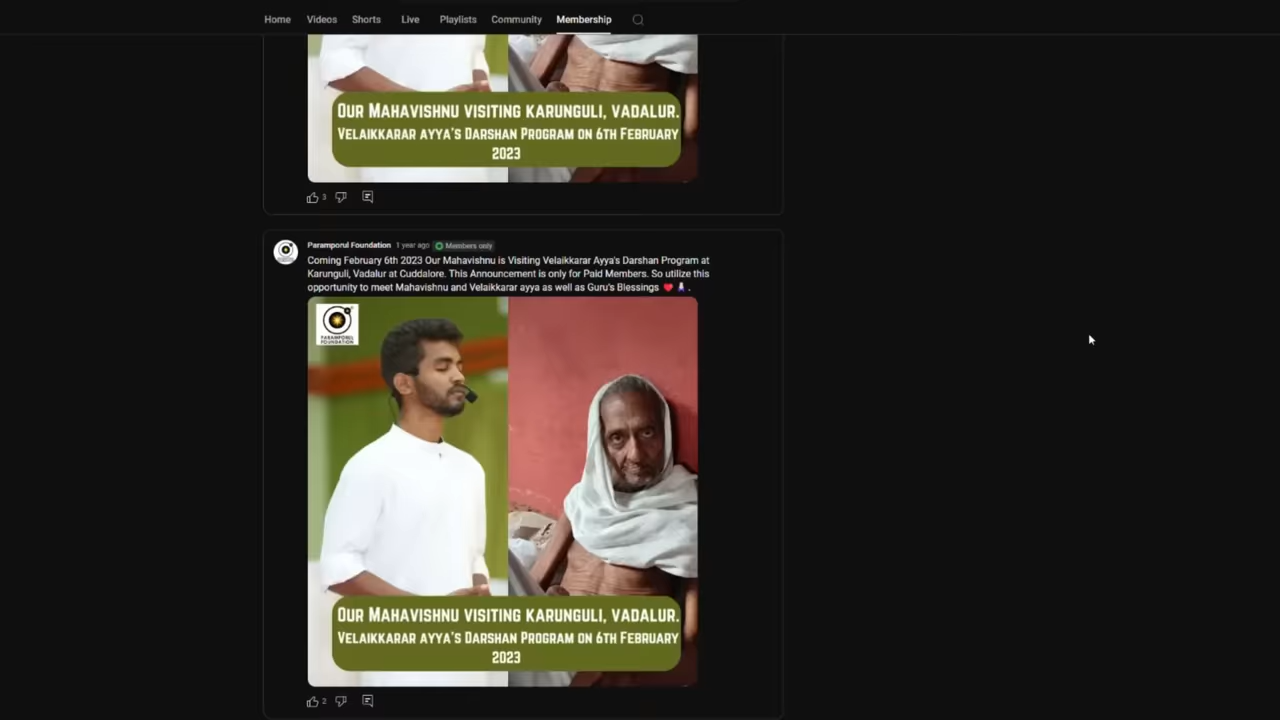 Home Videos Shorts Live Playlists Community Membership
OUR MAHAVISHNU VISITING KARUNGULI, VADALUR.
VELAIKKARAR AYYA'S DARSHAN PROGRAM ON 6TH FEBRUARY
2023
3
Paramporul Foundation 1 year ago Members only
Coming February 6th 2023 Our Mahavishnu is Visiting Velaikkarar Ayya's Darshan Program at
Karunguli, Vadalur at Cuddalore. This Announcement is only for Paid Members. So utilize this
opportunity to meet Mahavishnu and Velaikkarar ayya as well as Guru's Blessings ❤️ .
PARAMPORUL
FOUNDATION
OUR MAHAVISHNU VISITING KARUNGULI, VADALUR.
VELAIKKARAR AYYA'S DARSHAN PROGRAM ON 6TH FEBRUARY
2023
2